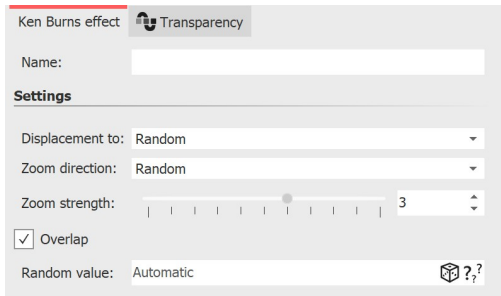 Ken Burns effect Transparency
Name:
Settings
Displacement to: Random
Zoom direction: Random
Zoom strength: 3
Overlap
Random value: Automatic ???